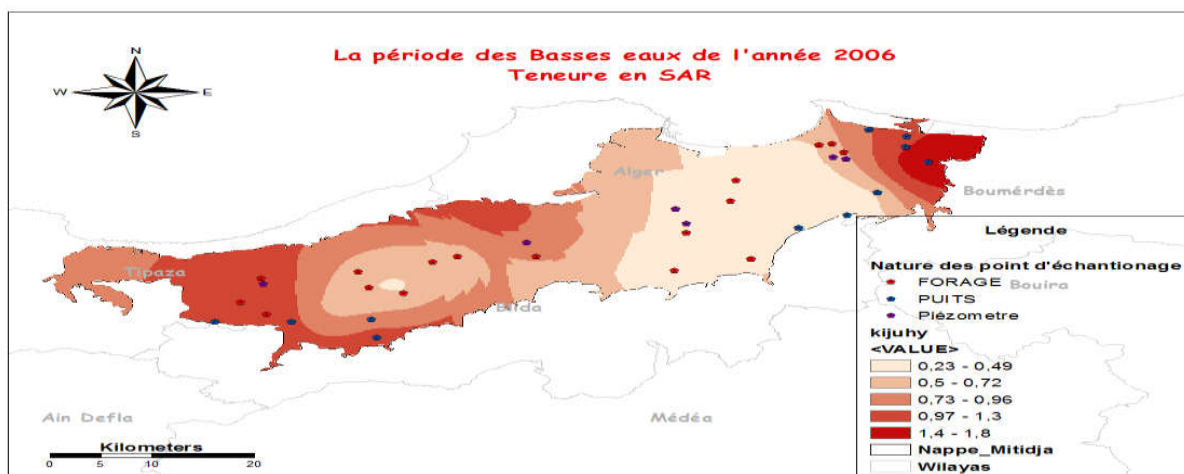 La période des Basses eaux de l'année 2006
Teneure en SAR
N
W
E
S
Alger
Boumérdès
Tipaza
Blida
Bouira
Ain Defla
Médéa
Kilometers
0 5 10 20
Légende
Nature des point d'échantionage
FORAGE
PUITS
Piézometre
kijuhy
<VALUE>
0,23 - 0,49
0,5 - 0,72
0,73 - 0,96
0,97 - 1,3
1,4 - 1,8
Nappe_Mitidja
Wilayas